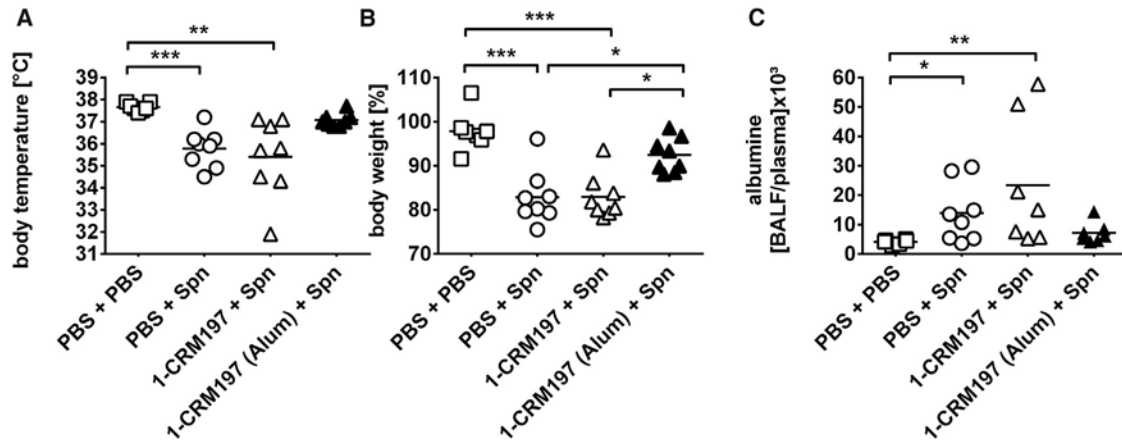 A
B
C
body temperature [°C]
39
38
37
36
35
34
33
32
31
**
***
PBS + PBS
PBS + Spn
1-CRM197 + Spn
1-CRM197 (Alum) + Spn
body weight [%]
110
100
90
80
70
***
***
*
*
PBS + PBS
PBS + Spn
1-CRM197 + Spn
1-CRM197 (Alum) + Spn
albumine
[BALF/plasma]x10³
60
50
40
30
20
10
0
**
*
PBS + PBS
PBS + Spn
1-CRM197 + Spn
1-CRM197 (Alum) + Spn